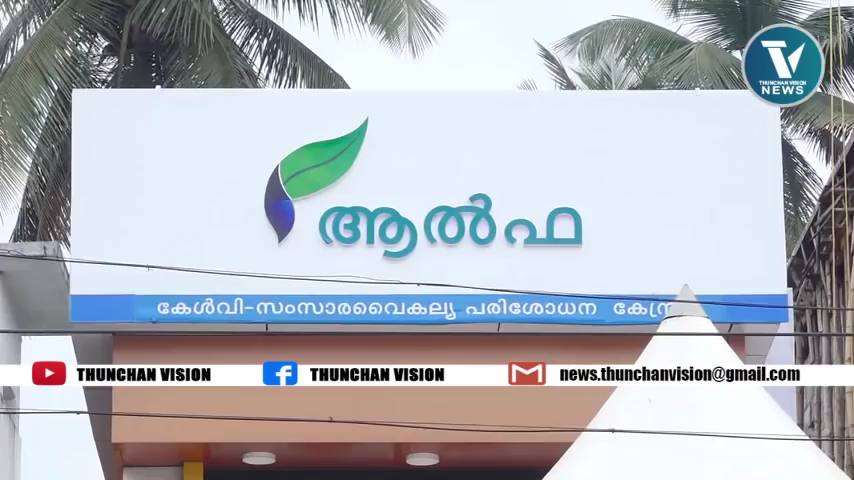 THUNCHAN VISION
NEWS
ആൽഫ
കേൾവി-സംസാരവൈകല്യ പരിശോധന കേന്ദ്രം
THUNCHAN VISION THUNCHAN VISION news.thunchanvision@gmail.com